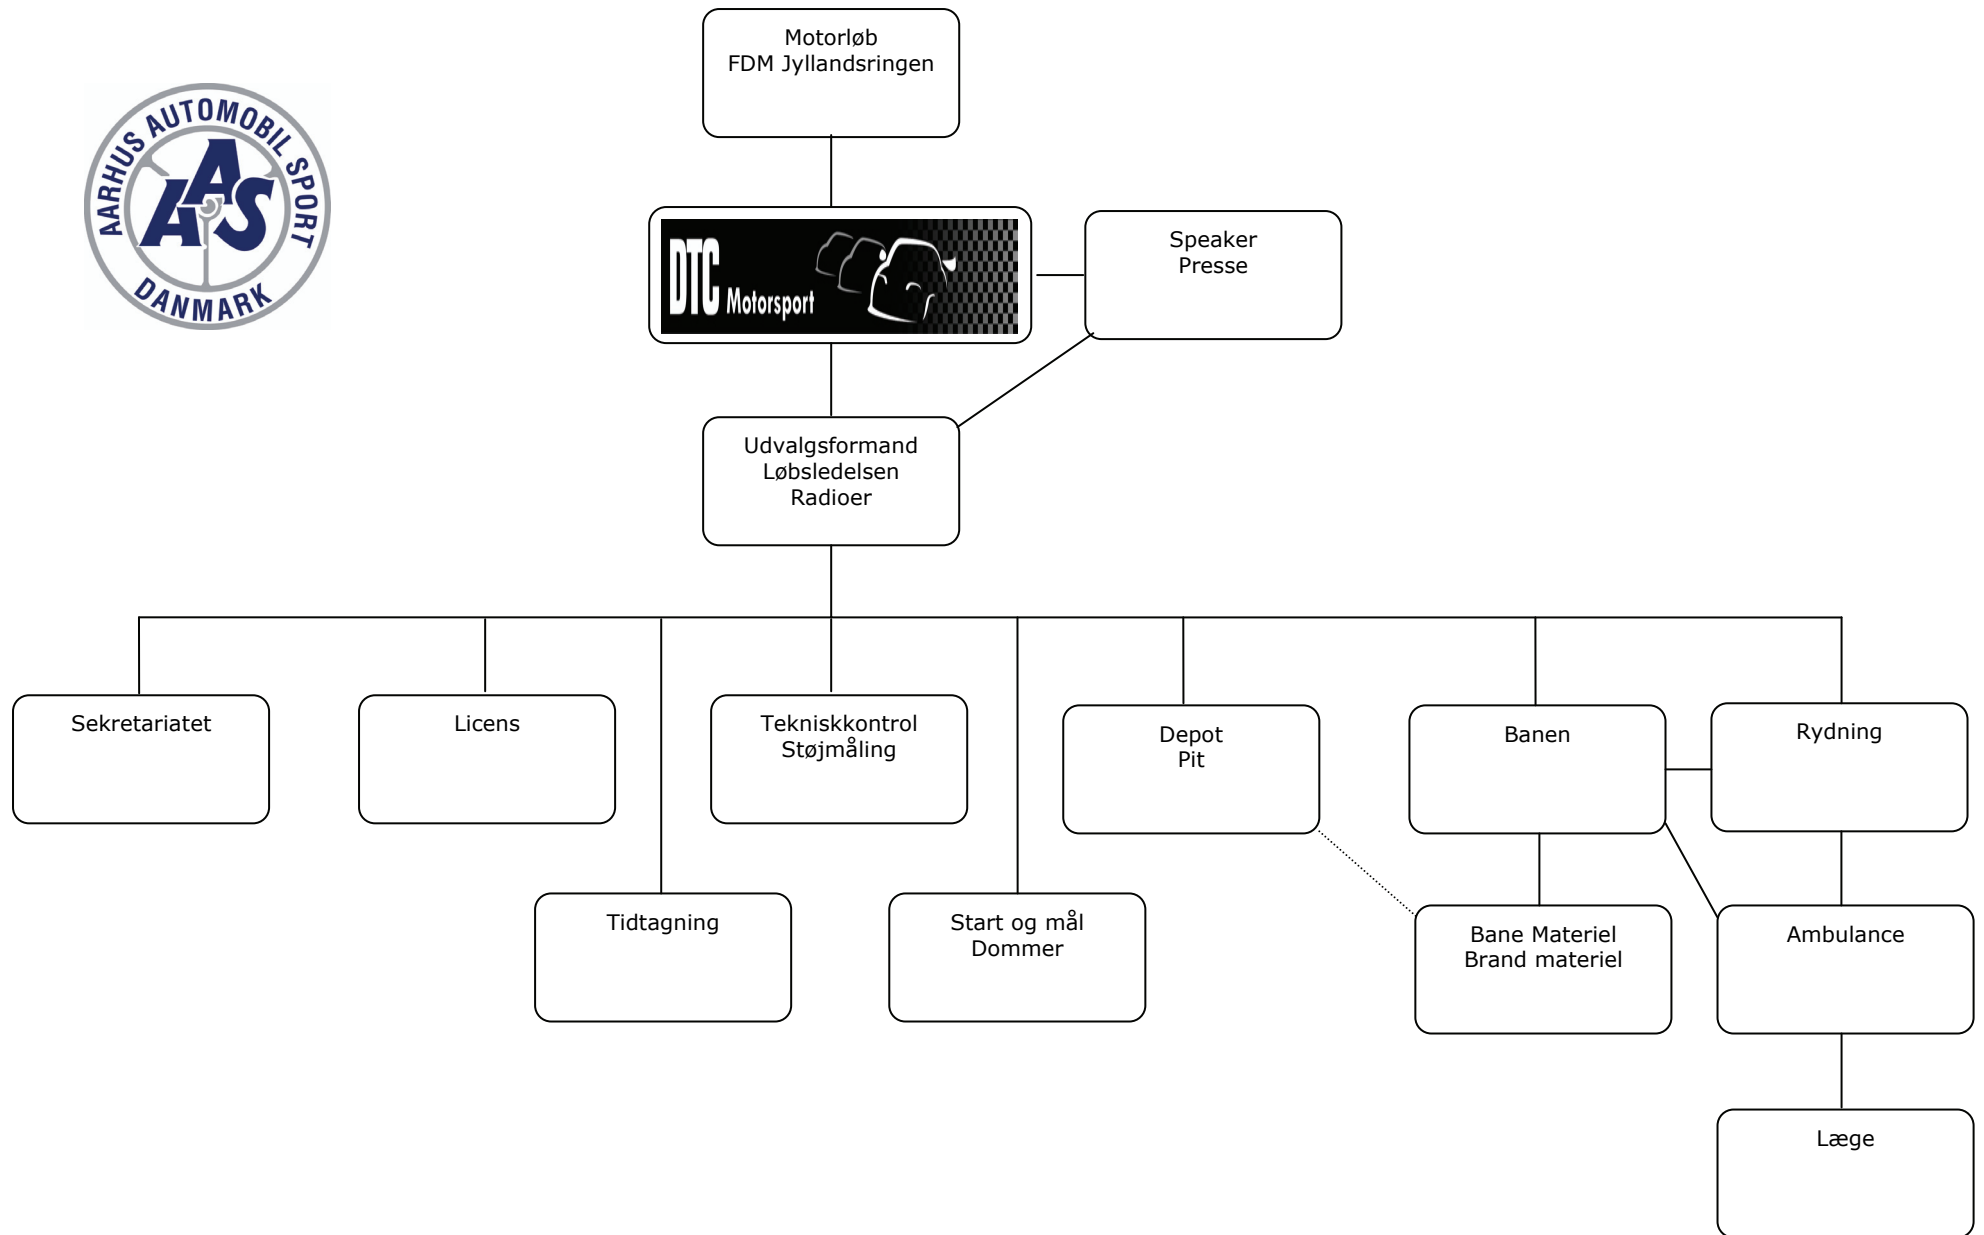 Motorløb
FDM Jyllandsringen
AARHUS AUTOMOBIL SPORT
AAS
DANMARK
DTC Motorsport
Speaker
Presse
Udvalgsformand
Løbsledelsen
Radioer
Sekretariatet
Licens
Tekniskkontrol
Støjmåling
Depot
Pit
Banen
Rydning
Tidtagning
Start og mål
Dommer
Bane Materiel
Brand materiel
Ambulance
Læge